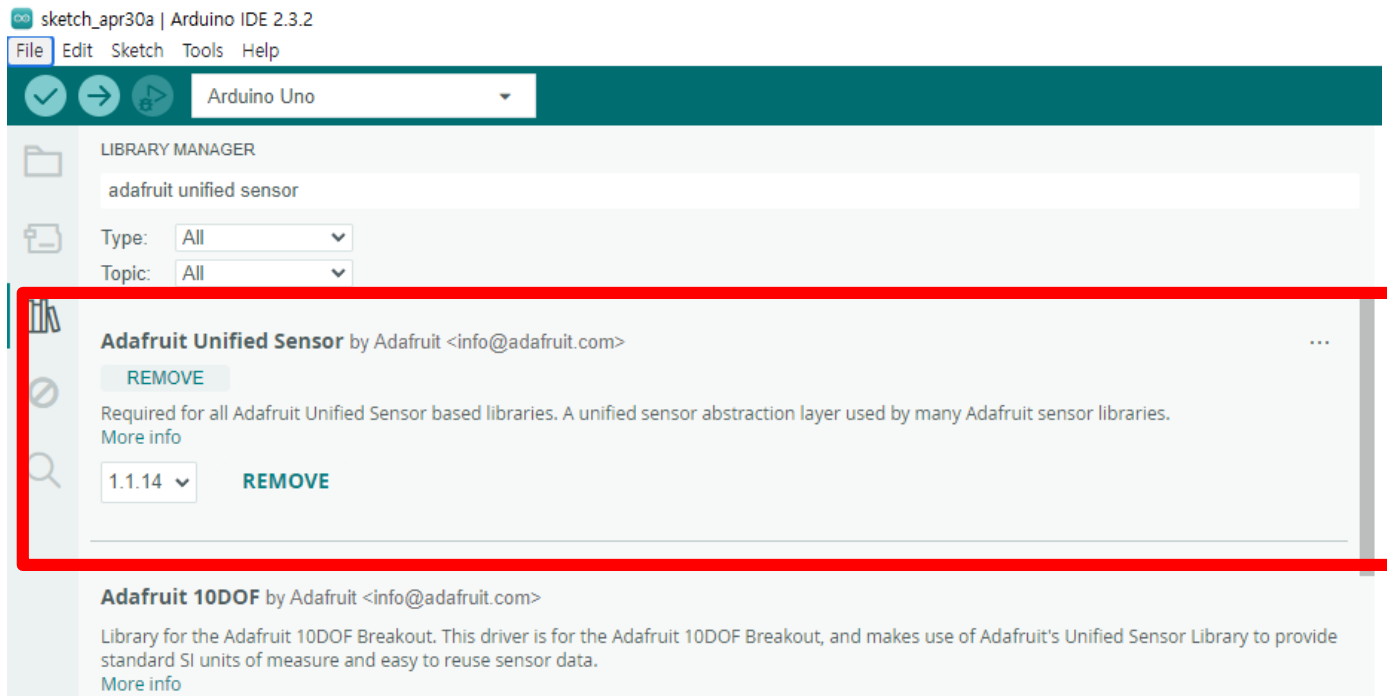 sketch_apr30a | Arduino IDE 2.3.2
File Edit Sketch Tools Help
Arduino Uno
LIBRARY MANAGER
adafruit unified sensor
Type: All
Topic: All
Adafruit Unified Sensor by Adafruit <info@adafruit.com>
...
REMOVE
Required for all Adafruit Unified Sensor based libraries. A unified sensor abstraction layer used by many Adafruit sensor libraries.
More info
1.1.14 REMOVE
Adafruit 10DOF by Adafruit <info@adafruit.com>
Library for the Adafruit 10DOF Breakout. This driver is for the Adafruit 10DOF Breakout, and makes use of Adafruit's Unified Sensor Library to provide
standard SI units of measure and easy to reuse sensor data.
More info